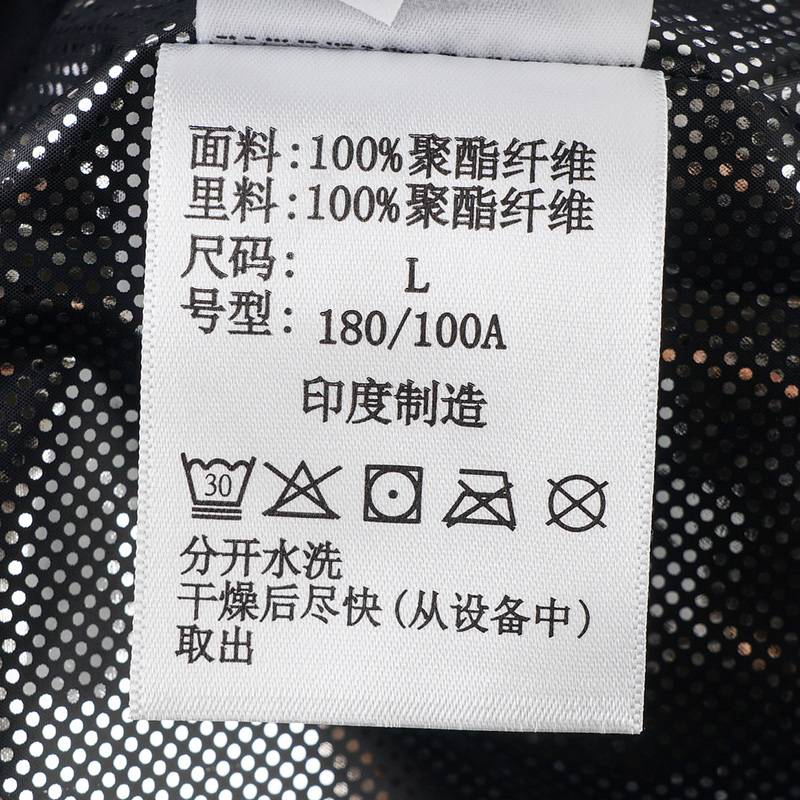 面料:100%聚酯纤维
里料:100%聚酯纤维
尺码: L
号型: 180/100A
印度制造
30
分开水洗
干燥后尽快(从设备中)
取出